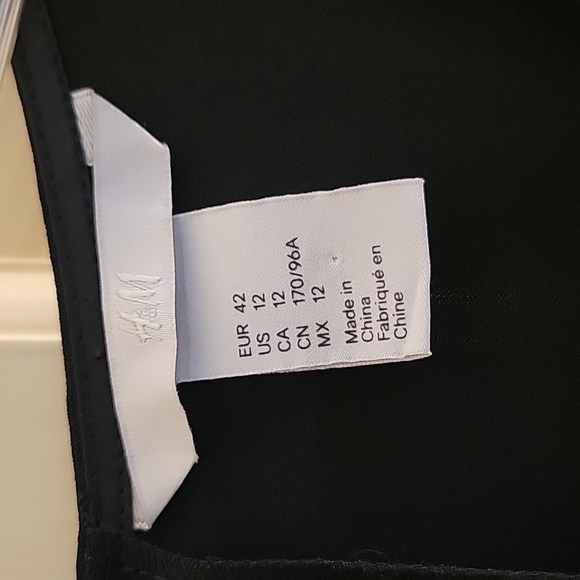 H&M
EUR 42
US 12
CA 12
CN 170/96A
MX 12
Made in
China
Fabriqué en
Chine